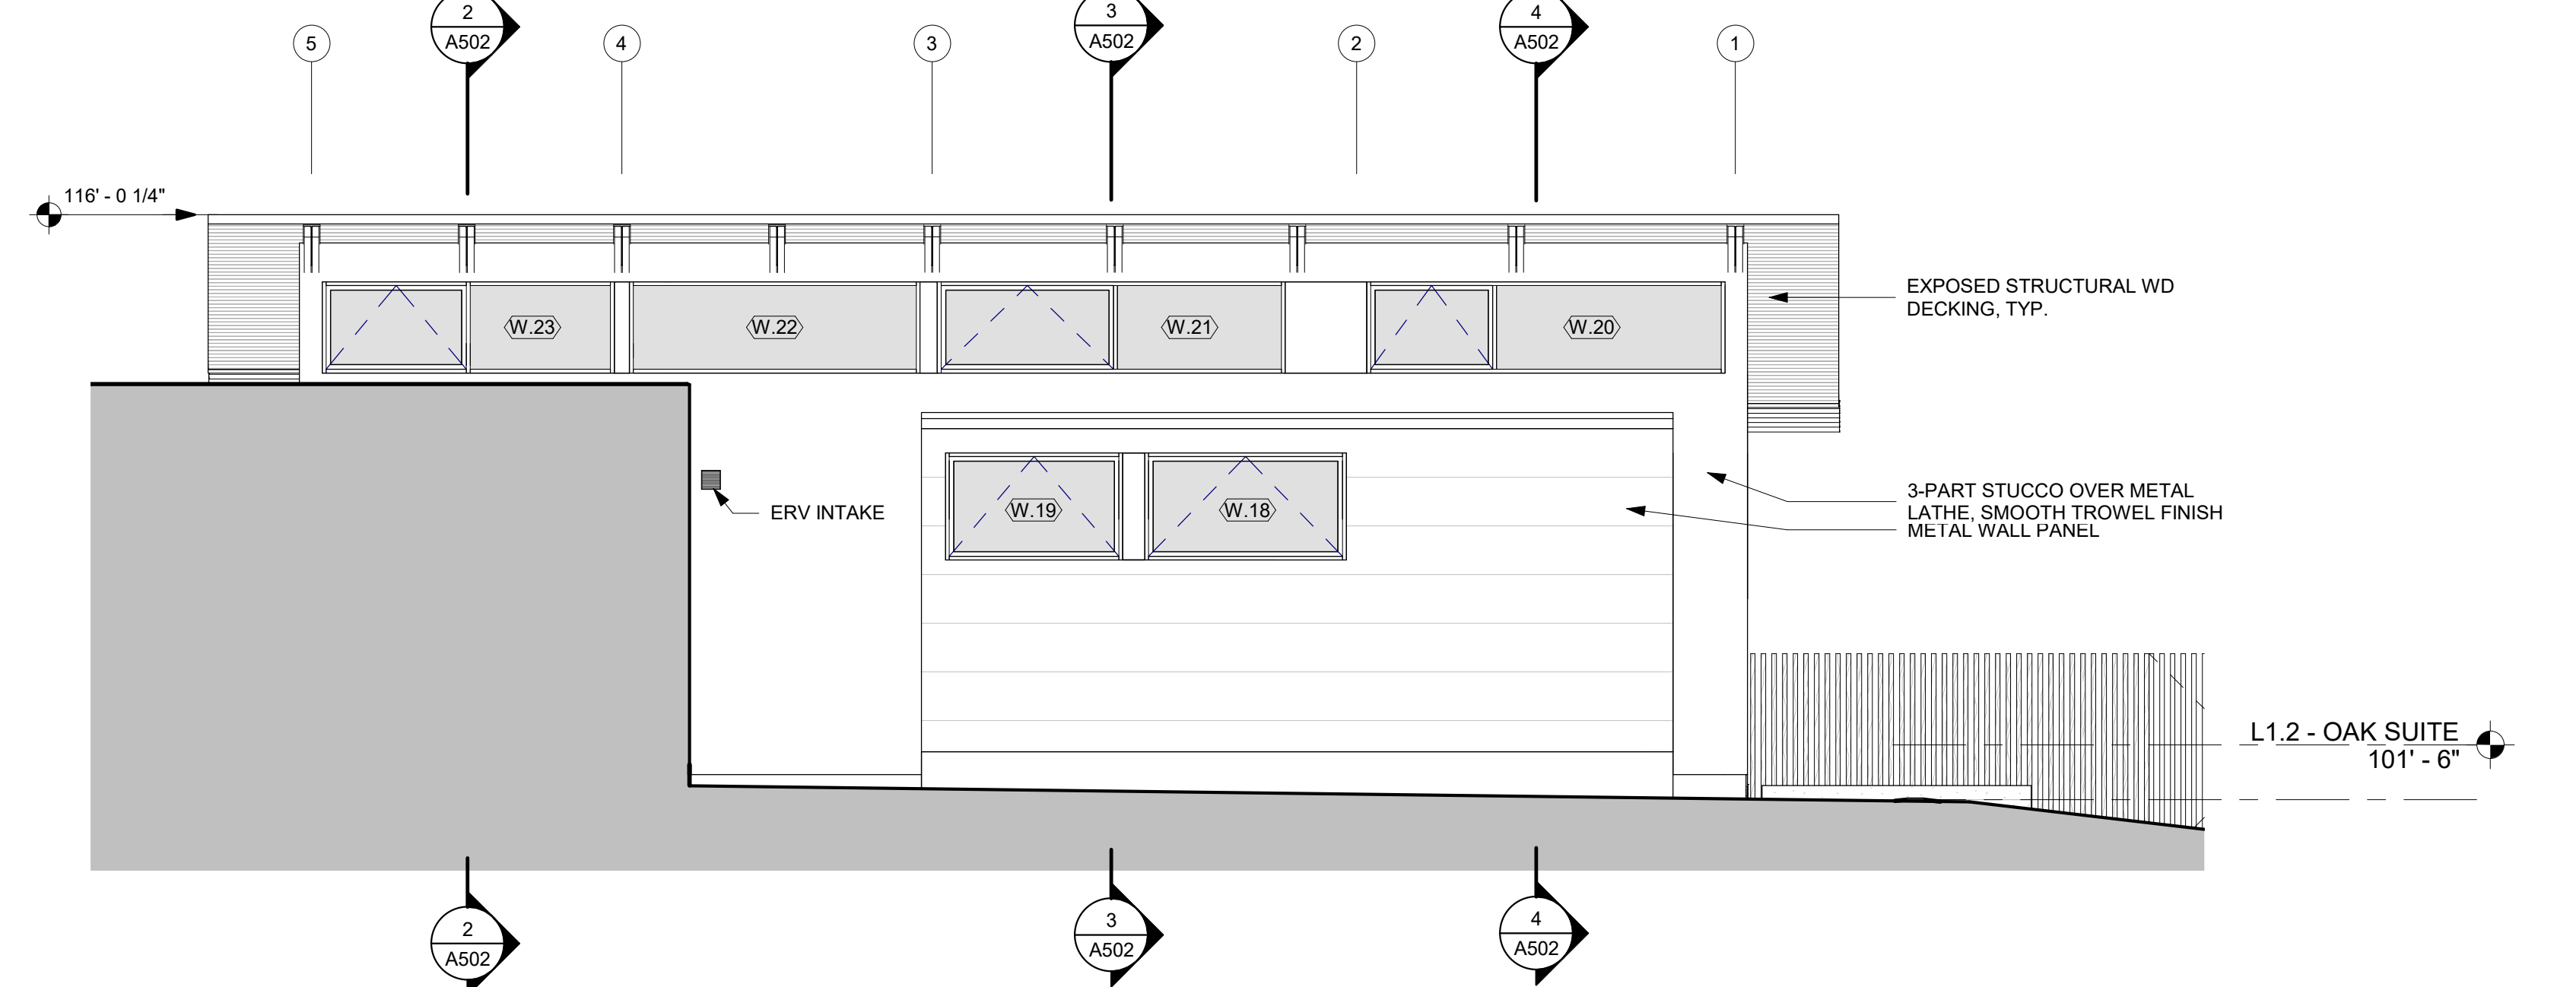 2
A502
3
A502
4
A502
5
4
3
2
1
116' - 0 1/4"
EXPOSED STRUCTURAL WD
DECKING, TYP.
W.23
W.22
W.21
W.20
3-PART STUCCO OVER METAL
LATHE, SMOOTH TROWEL FINISH
METAL WALL PANEL
ERV INTAKE
W.19
W.18
L1.2 - OAK SUITE
101' - 6"
2
A502
3
A502
4
A502